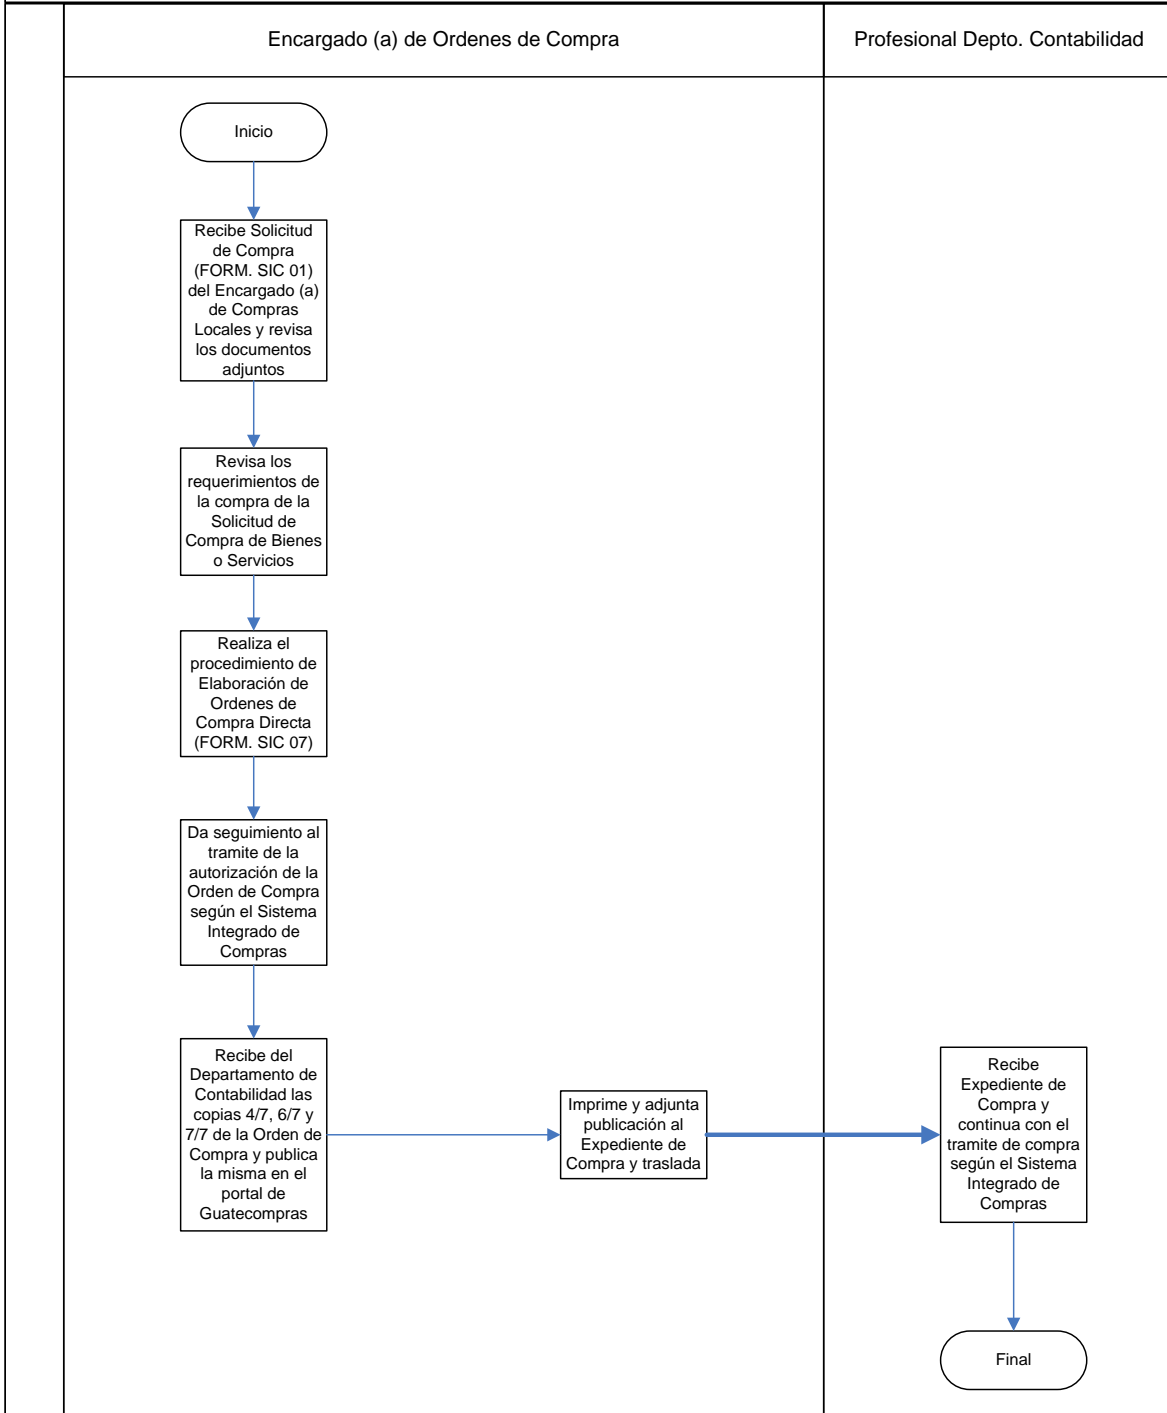 Encargado (a) de Ordenes de Compra
Profesional Depto. Contabilidad
Inicio
Recibe Solicitud
de Compra
(FORM. SIC 01)
del Encargado (a)
de Compras
Locales y revisa
los documentos
adjuntos
Revisa los
requerimientos de
la compra de la
Solicitud de
Compra de Bienes
o Servicios
Realiza el
procedimiento de
Elaboración de
Ordenes de
Compra Directa
(FORM. SIC 07)
Da seguimiento al
tramite de la
autorización de la
Orden de Compra
según el Sistema
Integrado de
Compras
Recibe del
Departamento de
Contabilidad las
copias 4/7, 6/7 y
7/7 de la Orden de
Compra y publica
la misma en el
portal de
Guatecompras
Imprime y adjunta
publicación al
Expediente de
Compra y traslada
Recibe
Expediente de
Compra y
continua con el
tramite de compra
según el Sistema
Integrado de
Compras
Final